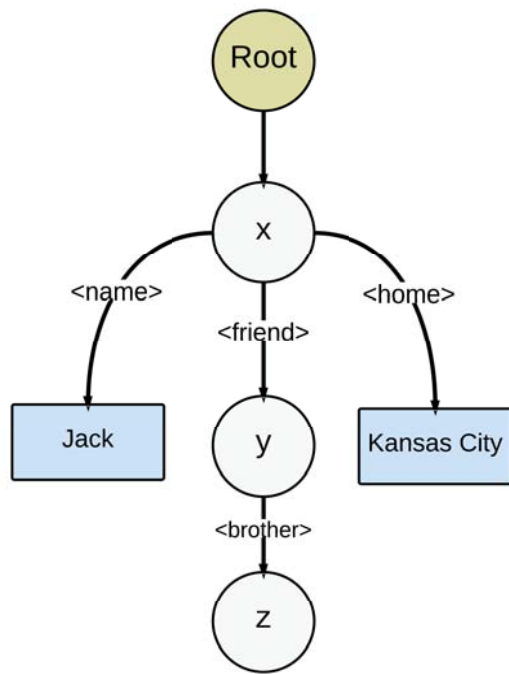 Root
x
<name>
<home>
<friend>
Jack
y
Kansas City
<brother>
z